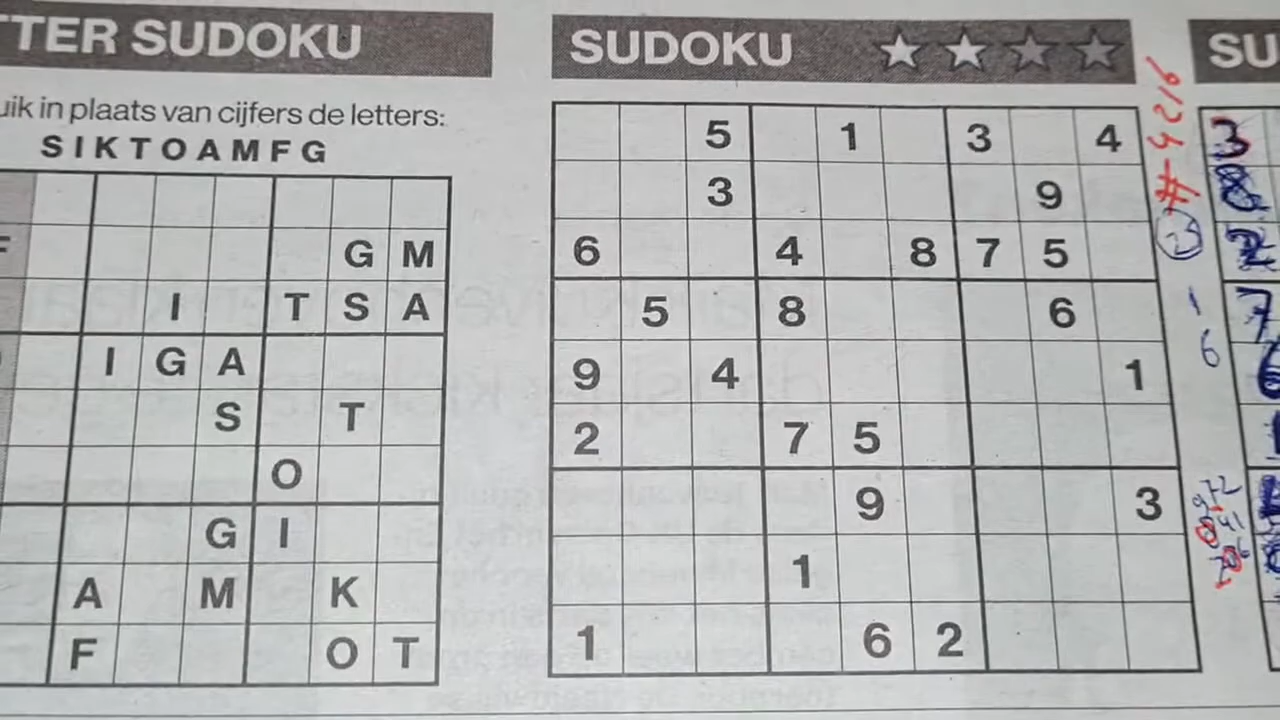 TTER SUDOKU
uik in plaats van cijfers de letters:
SIKTOAMFG
G M
I T S A
I G A
S T
O
G I
A M K
F O T
SUDOKU
5 1 3 4
3 9
6 4 8 7 5
5 8 6
9 4 1
2 7 5
9 3
1
1 6 2
SU